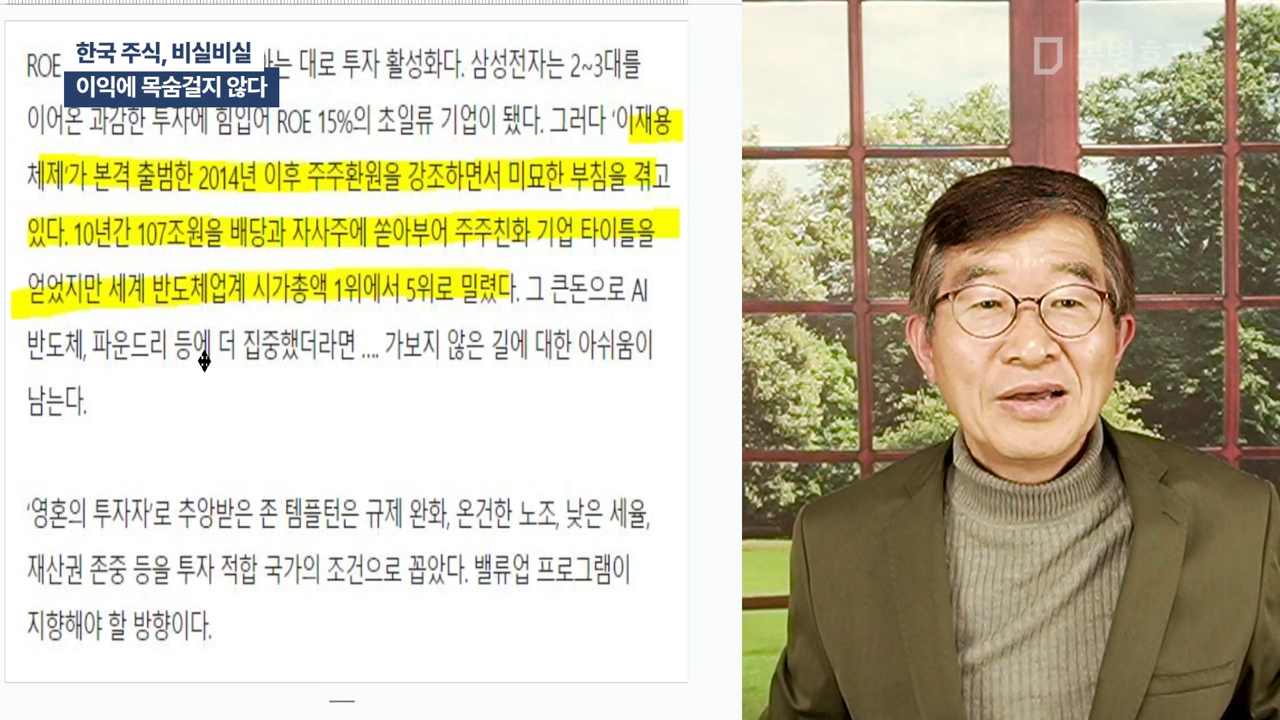 한국 주식, 비실비실
이익에 목숨걸지 않다
ROE
는 대로 투자 활성화다. 삼성전자는 2~3대를
이어온 과감한 투자에 힘입어 ROE 15%의 초일류 기업이 됐다. 그러다 ‘이재용
체제’가 본격 출범한 2014년 이후 주주환원을 강조하면서 미묘한 부침을 겪고
있다. 10년간 107조원을 배당과 자사주에 쏟아부어 주주친화 기업 타이틀을
얻었지만 세계 반도체업계 시가총액 1위에서 5위로 밀렸다. 그 큰돈으로 AI
반도체, 파운드리 등에 더 집중했더라면 .... 가보지 않은 길에 대한 아쉬움이
남는다.
‘영혼의 투자자’로 추앙받은 존 템플턴은 규제 완화, 온건한 노조, 낮은 세율,
재산권 존중 등을 투자 적합 국가의 조건으로 꼽았다. 밸류업 프로그램이
지향해야 할 방향이다.
공병호